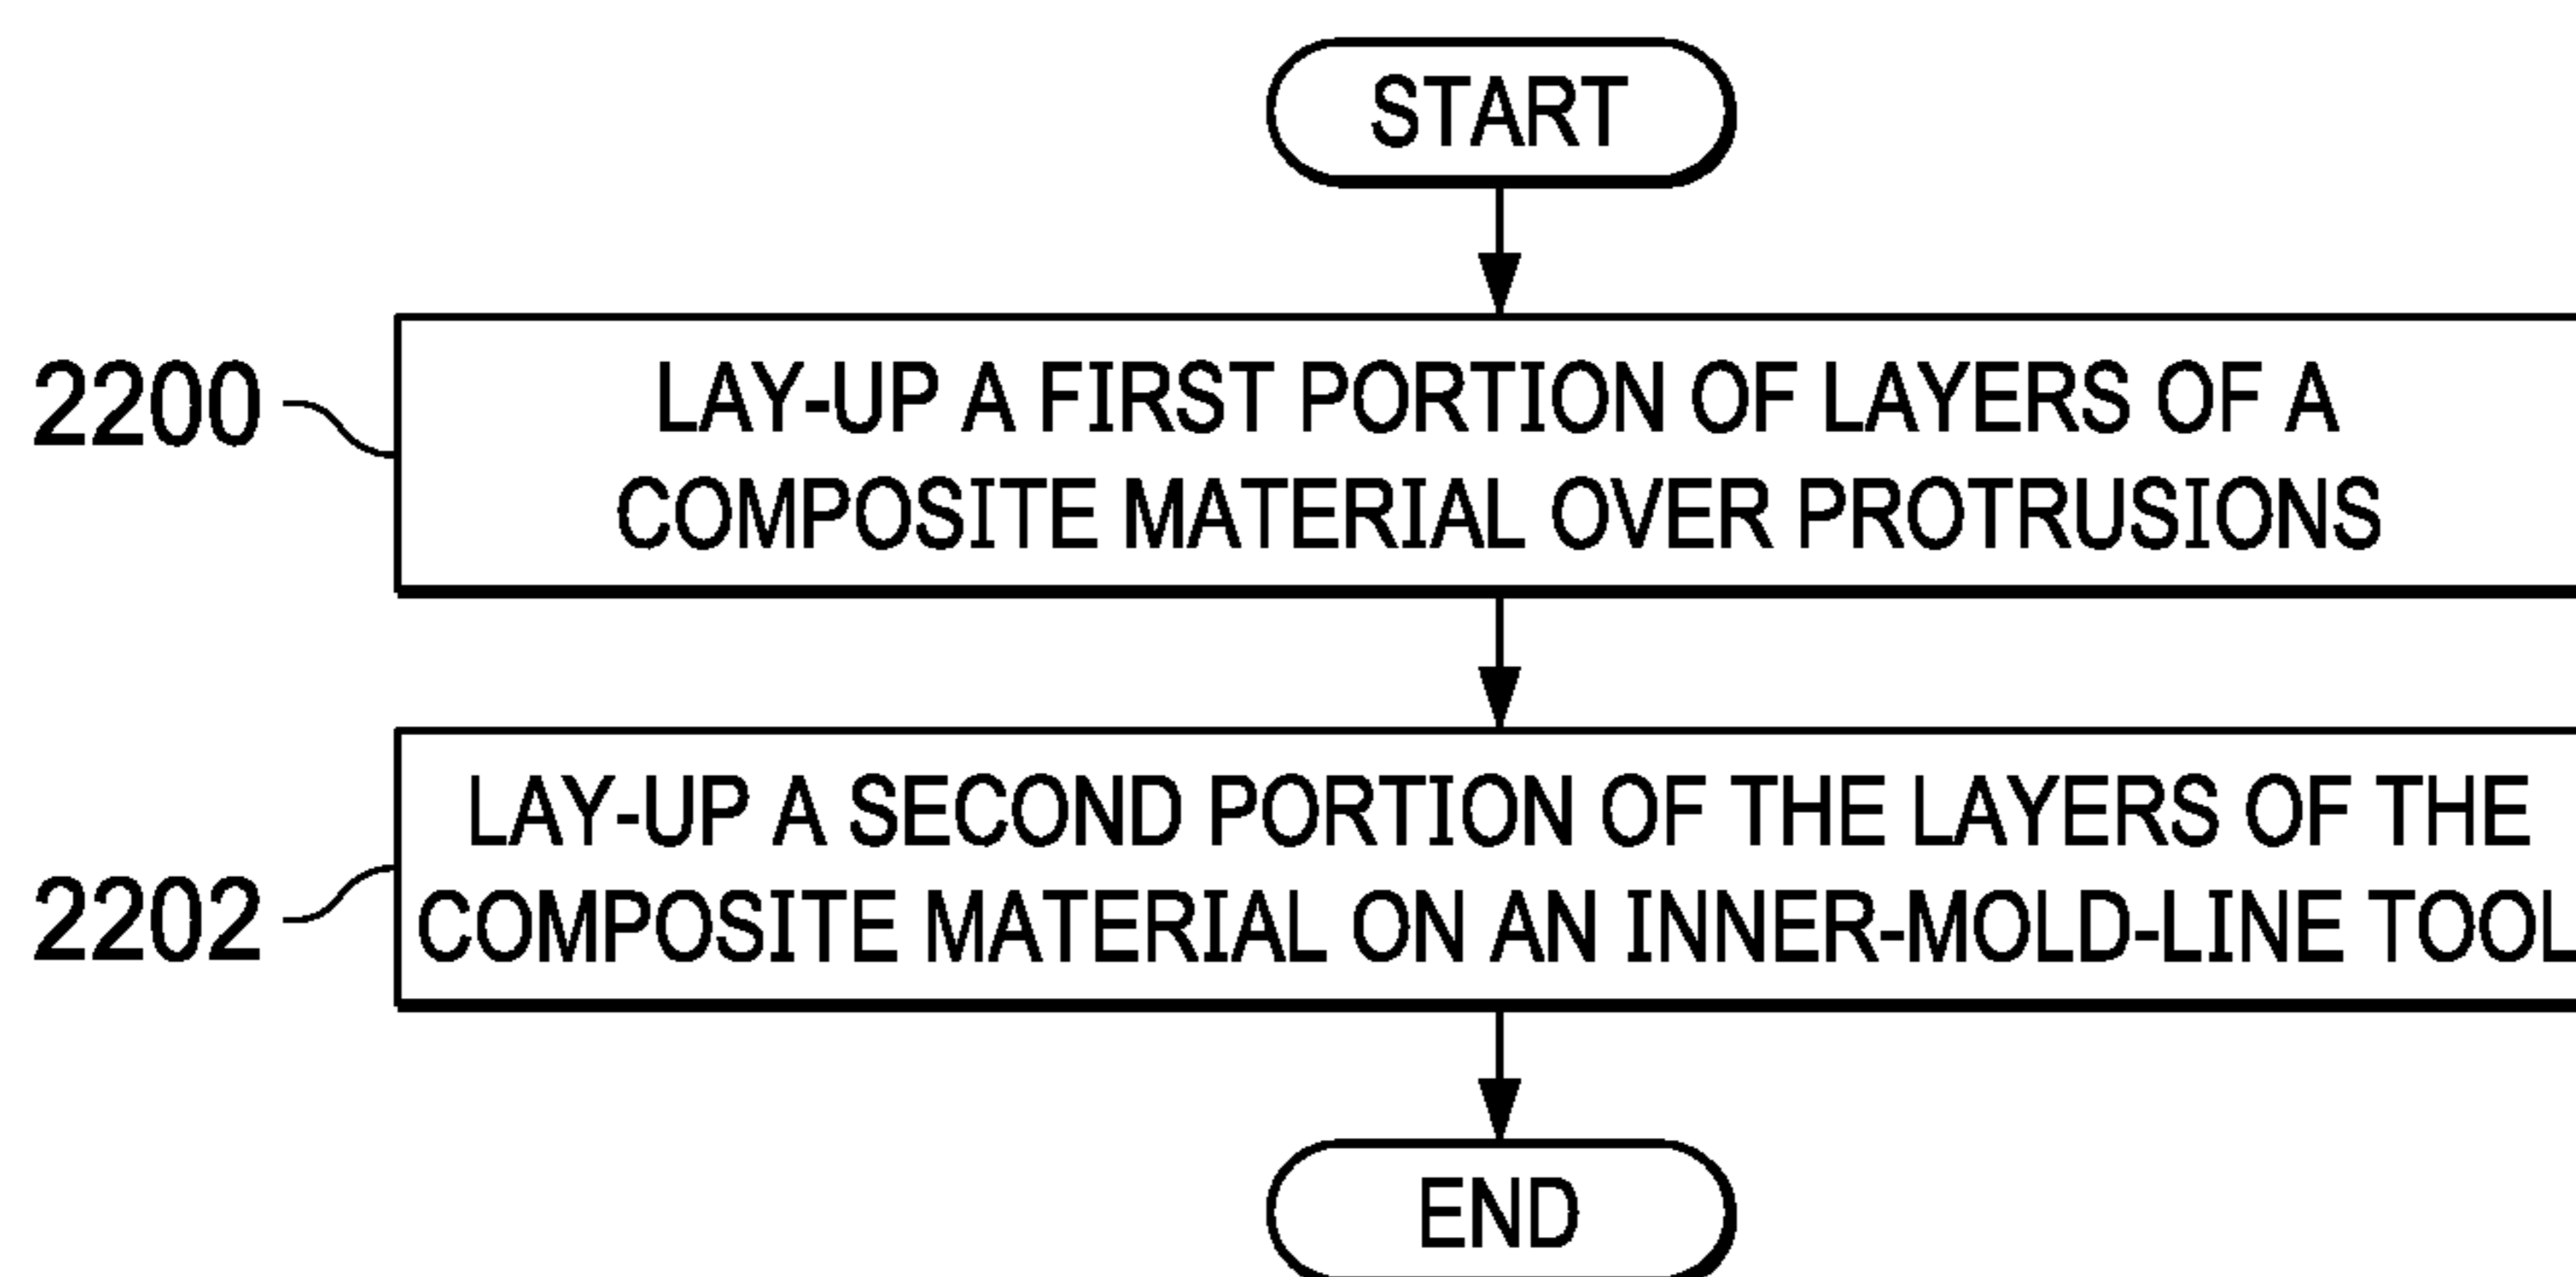 START
2200
LAY-UP A FIRST PORTION OF LAYERS OF A
COMPOSITE MATERIAL OVER PROTRUSIONS
LAY-UP A SECOND PORTION OF THE LAYERS OF THE
2202
COMPOSITE MATERIAL ON AN INNER-MOLD-LINE TOOL
END